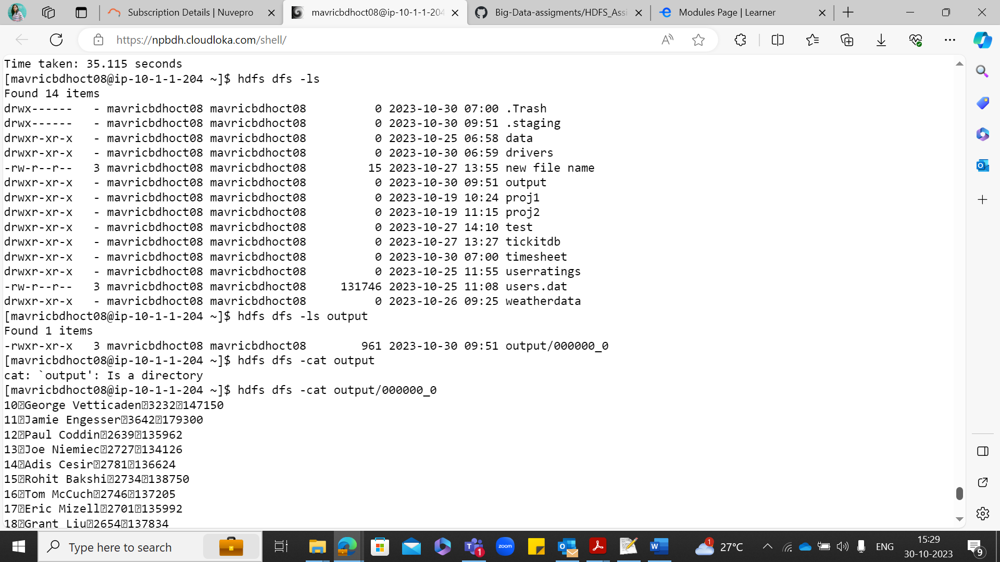 Subscription Details | Nuvepro
mavricbdhoct08@ip-10-1-1-204
Big-Data-assigments/HDFS_Assi
Modules Page | Learner
https://npbdh.cloudloka.com/shell/
Time taken: 35.115 seconds
[mavricbdhoct08@ip-10-1-1-204 ~]$ hdfs dfs -ls
Found 14 items
drwx------   - mavricbdhoct08 mavricbdhoct08          0 2023-10-30 07:00 .Trash
drwx------   - mavricbdhoct08 mavricbdhoct08          0 2023-10-30 09:51 .staging
drwxr-xr-x   - mavricbdhoct08 mavricbdhoct08          0 2023-10-25 06:58 data
drwxr-xr-x   - mavricbdhoct08 mavricbdhoct08          0 2023-10-30 06:59 drivers
-rw-r--r--   3 mavricbdhoct08 mavricbdhoct08         15 2023-10-27 13:55 new file name
drwxr-xr-x   - mavricbdhoct08 mavricbdhoct08          0 2023-10-30 09:51 output
drwxr-xr-x   - mavricbdhoct08 mavricbdhoct08          0 2023-10-19 10:24 proj1
drwxr-xr-x   - mavricbdhoct08 mavricbdhoct08          0 2023-10-19 11:15 proj2
drwxr-xr-x   - mavricbdhoct08 mavricbdhoct08          0 2023-10-27 14:10 test
drwxr-xr-x   - mavricbdhoct08 mavricbdhoct08          0 2023-10-27 13:27 tickitdb
drwxr-xr-x   - mavricbdhoct08 mavricbdhoct08          0 2023-10-30 07:00 timesheet
drwxr-xr-x   - mavricbdhoct08 mavricbdhoct08          0 2023-10-25 11:55 userratings
-rw-r--r--   3 mavricbdhoct08 mavricbdhoct08     131746 2023-10-25 11:08 users.dat
drwxr-xr-x   - mavricbdhoct08 mavricbdhoct08          0 2023-10-26 09:25 weatherdata
[mavricbdhoct08@ip-10-1-1-204 ~]$ hdfs dfs -ls output
Found 1 items
-rwxr-xr-x   3 mavricbdhoct08 mavricbdhoct08        961 2023-10-30 09:51 output/000000_0
[mavricbdhoct08@ip-10-1-1-204 ~]$ hdfs dfs -cat output
cat: `output': Is a directory
[mavricbdhoct08@ip-10-1-1-204 ~]$ hdfs dfs -cat output/000000_0
10�George Vetticaden�3232�147150
11�Jamie Engesser�3642�179300
12�Paul Coddin�2639�135962
13�Joe Niemiec�2727�134126
14�Adis Cesir�2781�136624
15�Rohit Bakshi�2734�138750
16�Tom McCuch�2746�137205
17�Eric Mizell�2701�135992
18�Grant Liu�2654�137834
Type here to search
1
zoom
1
27°C
ENG
15:29
30-10-2023
9